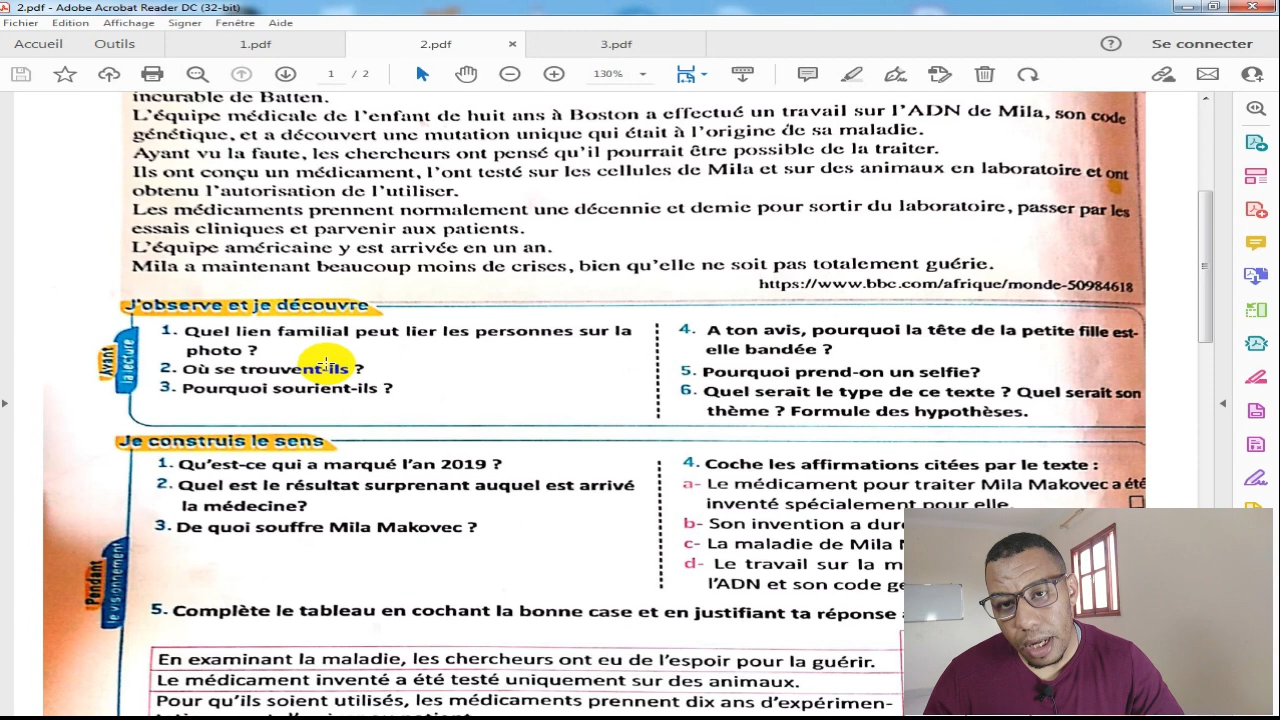 2.pdf - Adobe Acrobat Reader DC (32-bit)
Fichier Edition Affichage Signer Fenêtre Aide
Accueil Outils 1.pdf 2.pdf × 3.pdf Se connecter
1 / 2 130%
incurable de Batten.
L'équipe médicale de l'enfant de huit ans à Boston a effectué un travail sur l'ADN de Mila, son code
génétique, et a découvert une mutation unique qui était à l'origine de sa maladie.
Ayant vu la faute, les chercheurs ont pensé qu'il pourrait être possible de la traiter.
Ils ont conçu un médicament, l'ont testé sur les cellules de Mila et sur des animaux en laboratoire et ont
obtenu l'autorisation de l'utiliser.
Les médicaments prennent normalement une décennie et demie pour sortir du laboratoire, passer par les
essais cliniques et parvenir aux patients.
L'équipe américaine y est arrivée en un an.
Mila a maintenant beaucoup moins de crises, bien qu'elle ne soit pas totalement guérie.
https://www.bbc.com/afrique/monde-50984618
J'observe et je découvre
Avant
la lecture
1. Quel lien familial peut lier les personnes sur la
photo ?
2. Où se trouvent-ils ?
3. Pourquoi sourient-ils ?
4. A ton avis, pourquoi la tête de la petite fille est-
elle bandée ?
5. Pourquoi prend-on un selfie?
6. Quel serait le type de ce texte ? Quel serait son
thème ? Formule des hypothèses.
Je construis le sens
Pendant
le visionnement
1. Qu'est-ce qui a marqué l'an 2019 ?
2. Quel est le résultat surprenant auquel est arrivé
la médecine?
3. De quoi souffre Mila Makovec ?
4. Coche les affirmations citées par le texte :
a- Le médicament pour traiter Mila Makovec a été
inventé spécialement pour elle.
b- Son invention a dur
c- La maladie de Mila
d- Le travail sur la m
l'ADN et son code g
5. Complète le tableau en cochant la bonne case et en justifiant ta réponse
En examinant la maladie, les chercheurs ont eu de l'espoir pour la guérir.
Le médicament inventé a été testé uniquement sur des animaux.
Pour qu'ils soient utilisés, les médicaments prennent dix ans d'expérimen-